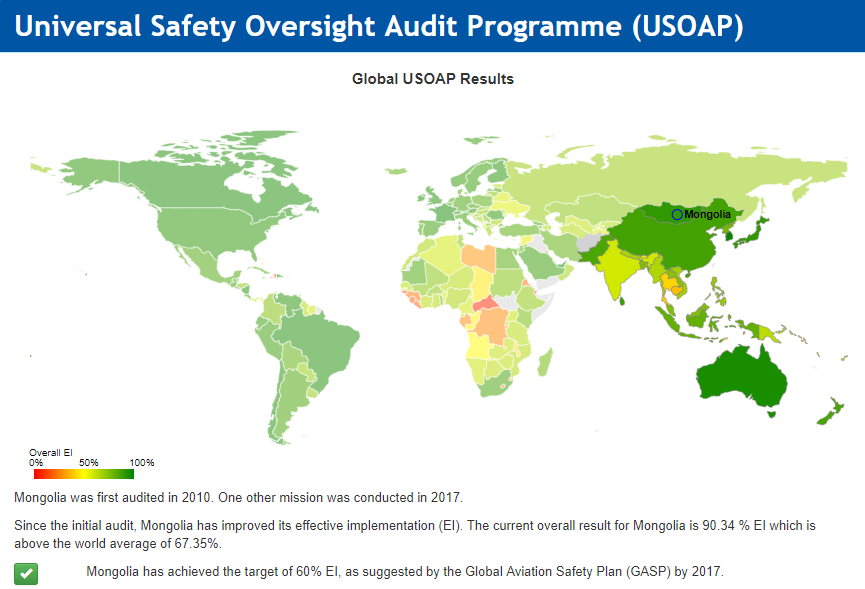 Universal Safety Oversight Audit Programme (USOAP)
Global USOAP Results
Mongolia
Overall EI
0% 50% 100%
Mongolia was first audited in 2010. One other mission was conducted in 2017.
Since the initial audit, Mongolia has improved its effective implementation (EI). The current overall result for Mongolia is 90.34 % EI which is
above the world average of 67.35%.
Mongolia has achieved the target of 60% EI, as suggested by the Global Aviation Safety Plan (GASP) by 2017.